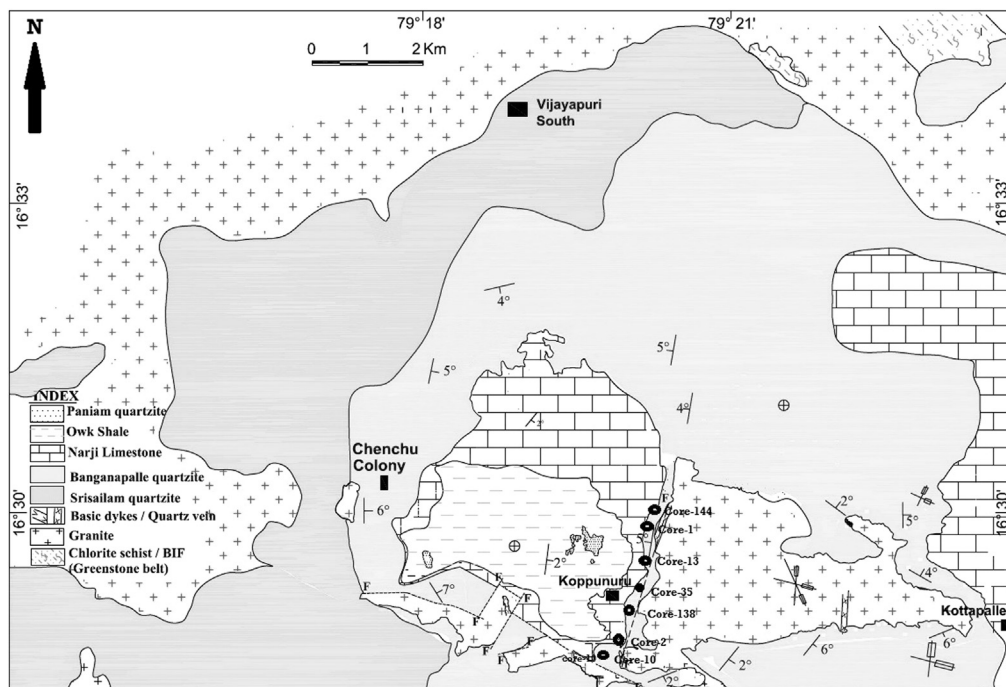 79° 18'
79° 21'
N
0 1 2 Km
Vijayapuri
South
16° 33'
16° 33'
4°
5°
5°
4°
2°
INDEX
Paniam quartzite
Owk Shale
Narji Limestone
Banganapalle quartzite
Srisailam quartzite
Basic dykes / Quartz vein
Granite
Chlorite schist / BIF
(Greenstone belt)
Chenchu
Colony
6°
16° 30'
16° 30'
F
Core-144
Core-1
5°
Core-13
2°
5°
2°
Koppunuru
Core-35
Core-138
4°
Kottapalle
F
7°
F
F
F
F
F
F
Core-2
Core-10
2°
2°
6°
6°
F